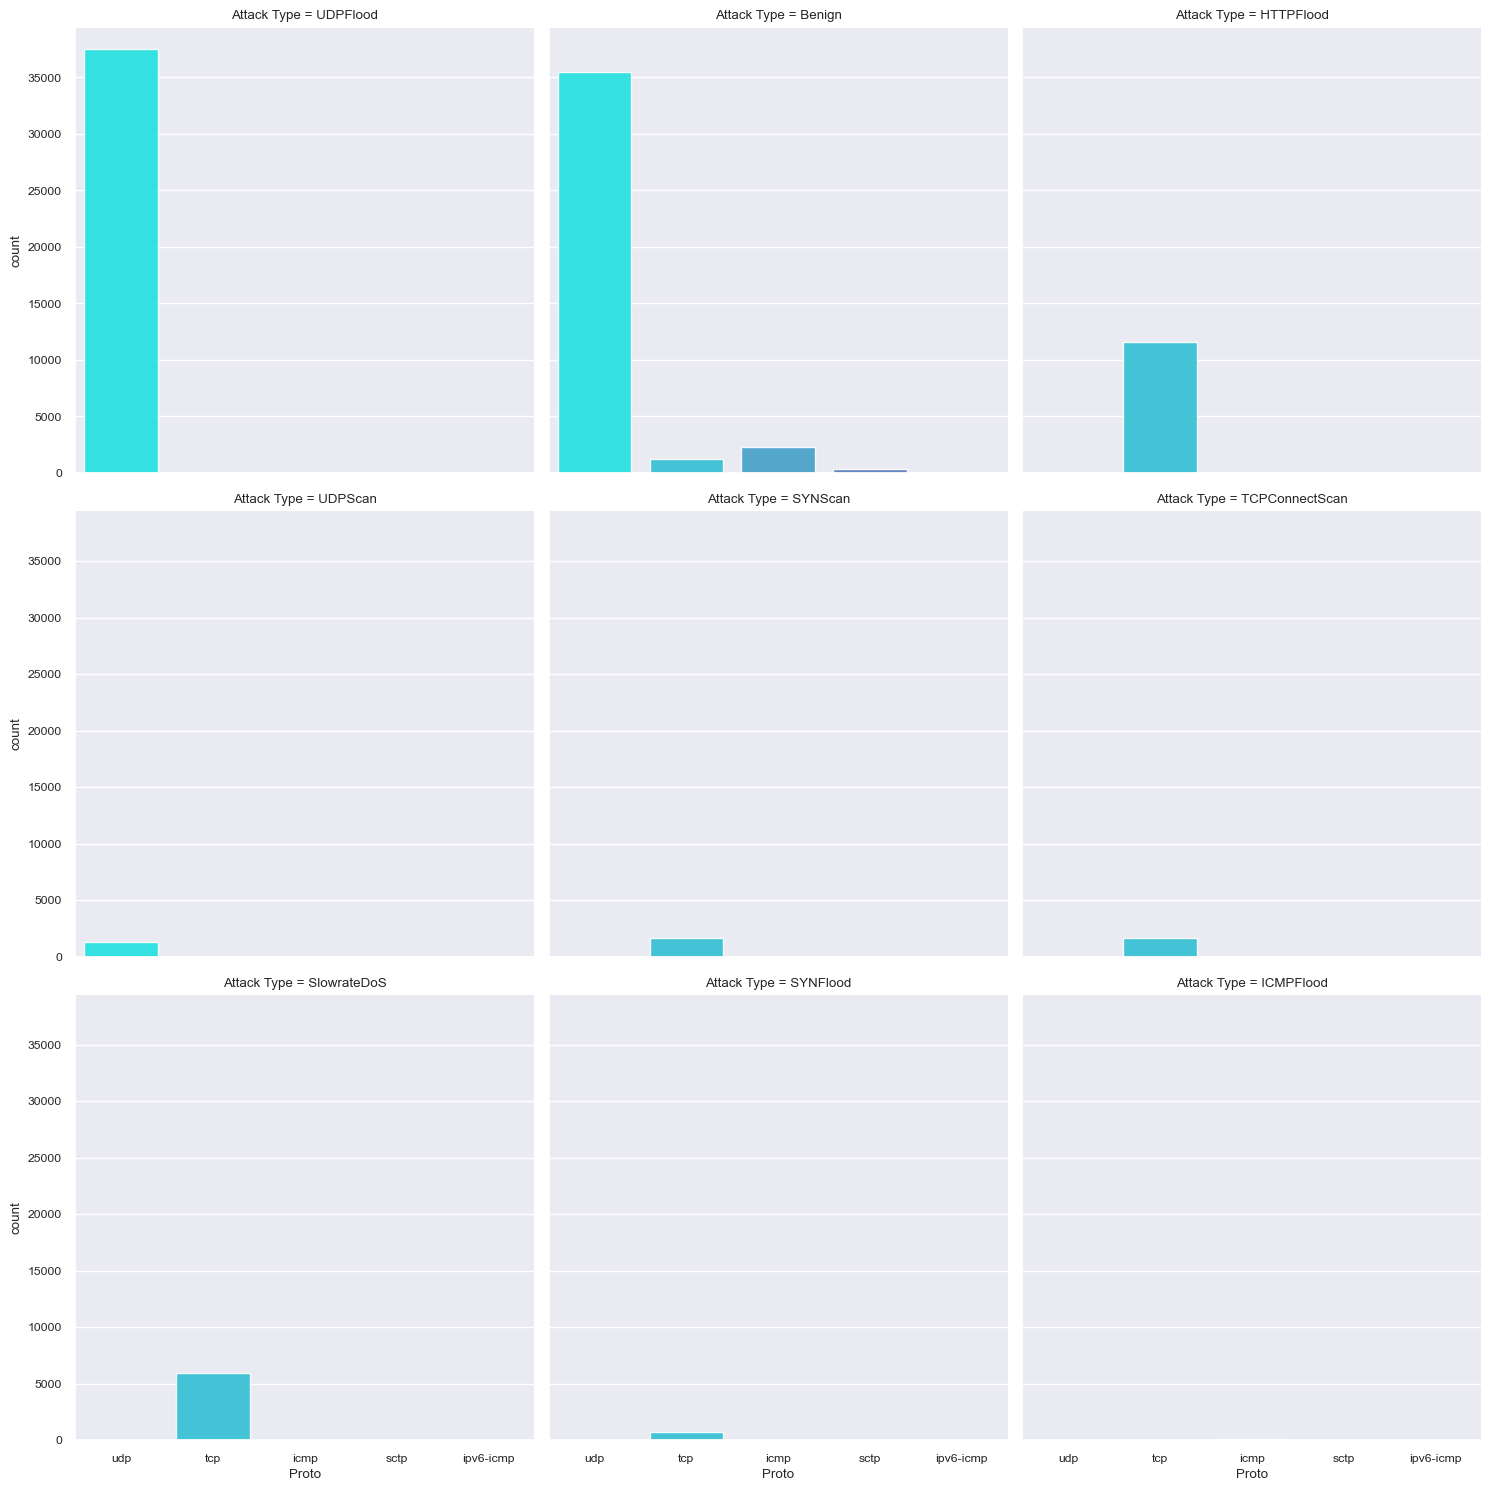 Attack Type = UDPFlood
Attack Type = Benign
Attack Type = HTTPFlood
35000
30000
25000
20000
15000
10000
5000
0
count
Attack Type = UDPScan
Attack Type = SYNScan
Attack Type = TCPConnectScan
35000
30000
25000
20000
15000
10000
5000
0
count
Attack Type = SlowrateDoS
Attack Type = SYNFlood
Attack Type = ICMPFlood
35000
30000
25000
20000
15000
10000
5000
0
count
udp tcp icmp sctp ipv6-icmp
Proto
udp tcp icmp sctp ipv6-icmp
Proto
udp tcp icmp sctp ipv6-icmp
Proto